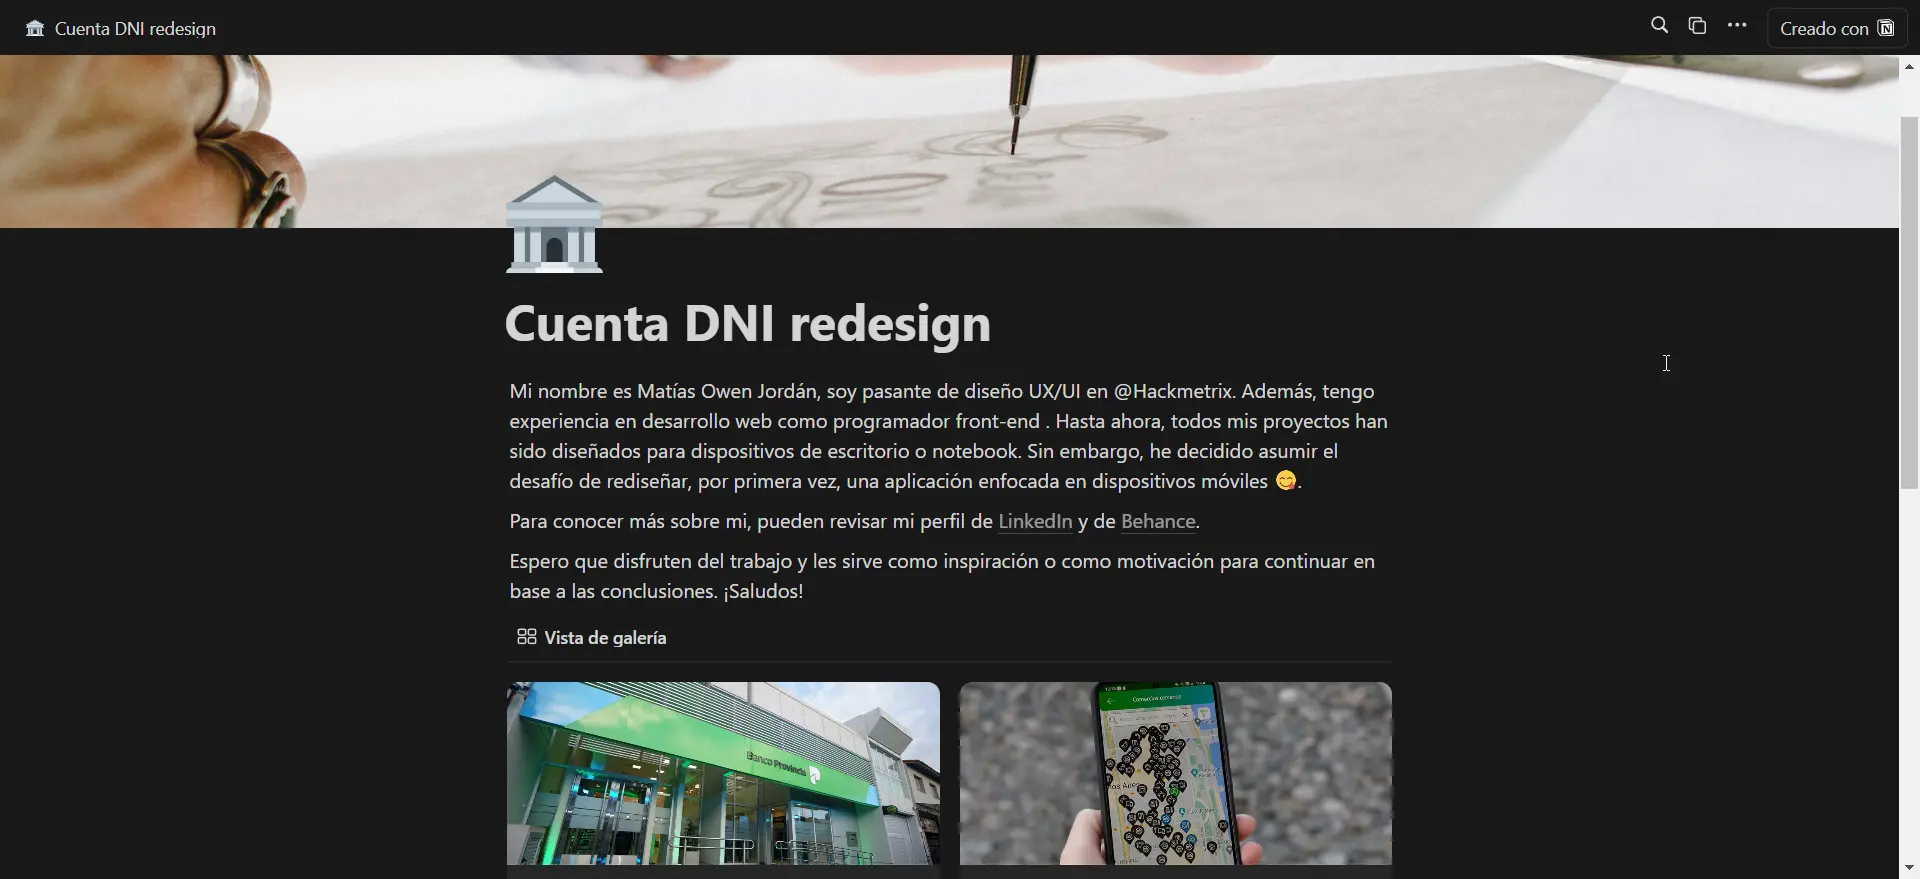 Cuenta DNI redesign
Creado con
Cuenta DNI redesign
Mi nombre es Matías Owen Jordán, soy pasante de diseño UX/UI en @Hackmetrix. Además, tengo
experiencia en desarrollo web como programador front-end . Hasta ahora, todos mis proyectos han
sido diseñados para dispositivos de escritorio o notebook. Sin embargo, he decidido asumir el
desafío de rediseñar, por primera vez, una aplicación enfocada en dispositivos móviles 😋.
Para conocer más sobre mi, pueden revisar mi perfil de LinkedIn y de Behance.
Espero que disfruten del trabajo y les sirve como inspiración o como motivación para continuar en
base a las conclusiones. ¡Saludos!
Vista de galería
Banco Provincia
Comercios cercanos